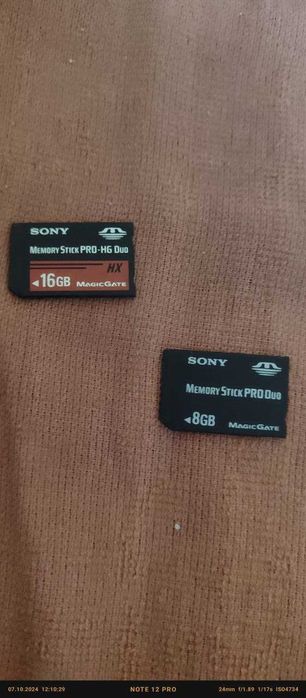 SONY
MEMORY STICK PRO-HG DUO
HX
◄16GB MAGICGATE
SONY
MEMORY STICK PRO DUO
◄8GB MAGICGATE
07.10.2024 12:10:29 NOTE 12 PRO 24mm f/1.89 1/17s ISO4734